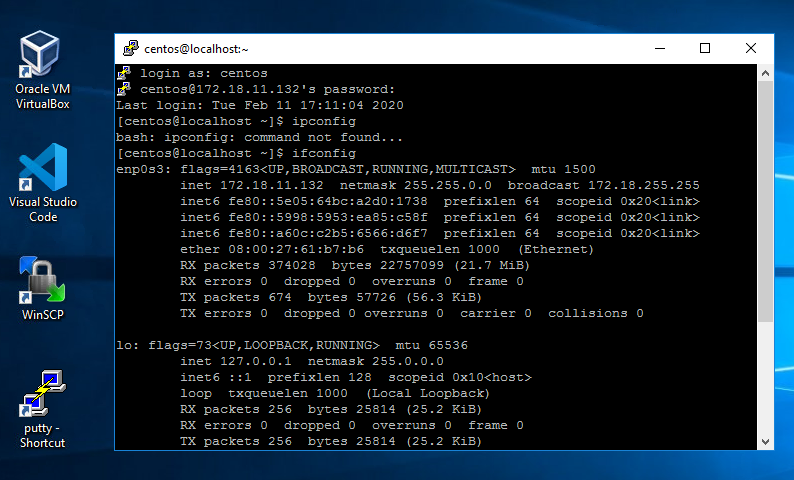 Oracle VM
VirtualBox
Visual Studio
Code
WinSCP
putty -
Shortcut
centos@localhost:~
login as: centos
centos@172.18.11.132's password:
Last login: Tue Feb 11 17:11:04 2020
[centos@localhost ~]$ ipconfig
bash: ipconfig: command not found...
[centos@localhost ~]$ ifconfig
enp0s3: flags=4163<UP,BROADCAST,RUNNING,MULTICAST>  mtu 1500
        inet 172.18.11.132  netmask 255.255.0.0  broadcast 172.18.255.255
        inet6 fe80::5e05:64bc:a2d0:1738  prefixlen 64  scopeid 0x20<link>
        inet6 fe80::5998:5953:ea85:c58f  prefixlen 64  scopeid 0x20<link>
        inet6 fe80::a60c:c2b5:6566:d6f7  prefixlen 64  scopeid 0x20<link>
        ether 08:00:27:61:b7:b6  txqueuelen 1000  (Ethernet)
        RX packets 374028  bytes 22757099 (21.7 MiB)
        RX errors 0  dropped 0  overruns 0  frame 0
        TX packets 674  bytes 57726 (56.3 KiB)
        TX errors 0  dropped 0 overruns 0  carrier 0  collisions 0
lo: flags=73<UP,LOOPBACK,RUNNING>  mtu 65536
        inet 127.0.0.1  netmask 255.0.0.0
        inet6 ::1  prefixlen 128  scopeid 0x10<host>
        loop  txqueuelen 1000  (Local Loopback)
        RX packets 256  bytes 25814 (25.2 KiB)
        RX errors 0  dropped 0  overruns 0  frame 0
        TX packets 256  bytes 25814 (25.2 KiB)